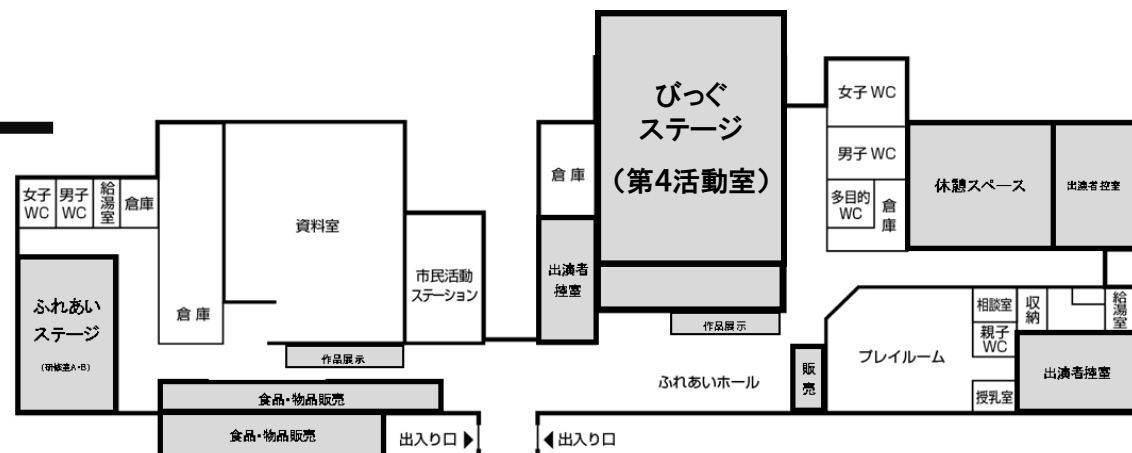 びっぐ
ステージ
(第4活動室)
女子 WC
男子 WC
多目的
WC
倉庫
休憩スペース
出演者控室
女子
WC
男子
WC
給湯室
倉庫
資料室
倉庫
市民活動
ステーション
倉庫
出演者
控室
ふれあい
ステージ
(研修室A・B)
作品展示
作品展示
食品・物品販売
食品・物品販売
出入り口
出入り口
ふれあいホール
販売
プレイルーム
相談室
収納
親子
WC
授乳室
給湯室
出演者控室